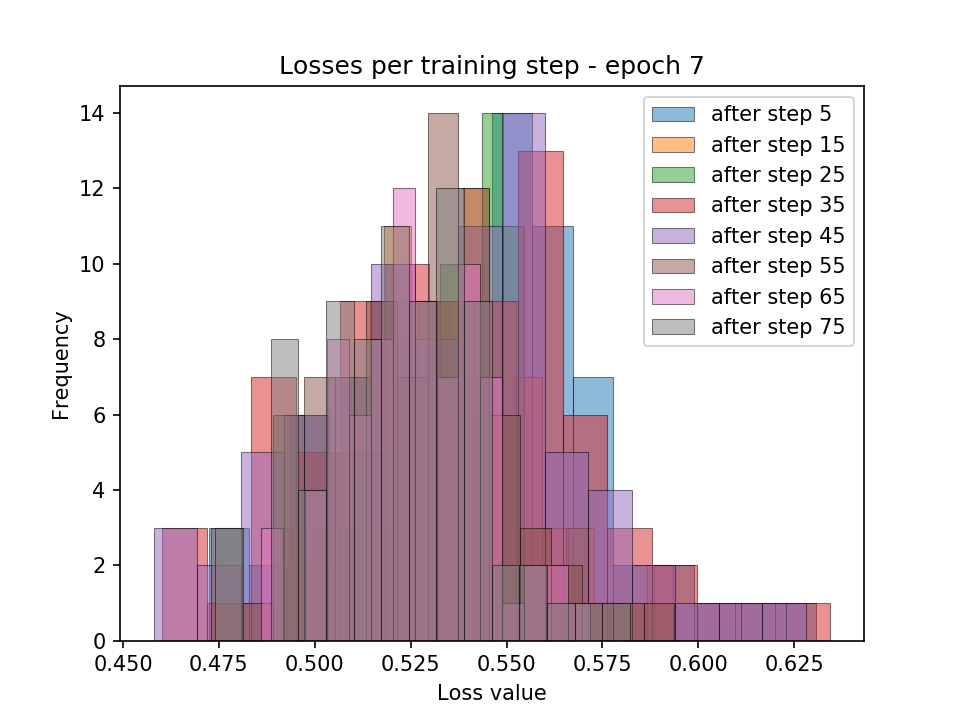 Losses per training step - epoch 7
14
12
10
8
6
4
2
0
Frequency
after step 5
after step 15
after step 25
after step 35
after step 45
after step 55
after step 65
after step 75
0.450 0.475 0.500 0.525 0.550 0.575 0.600 0.625
Loss value